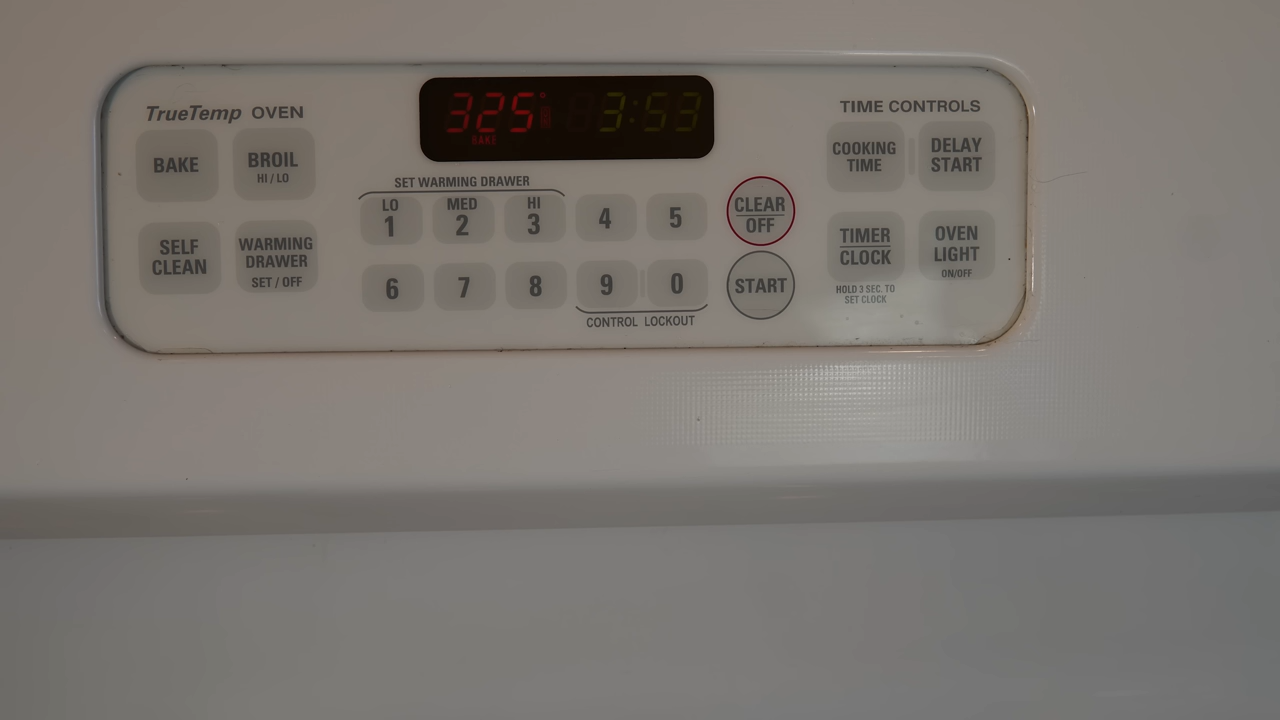 TrueTemp OVEN
BAKE
BROIL
HI / LO
SELF
CLEAN
WARMING
DRAWER
SET / OFF
325°
BAKE
3:53
SET WARMING DRAWER
LO
1
MED
2
HI
3
4
5
6
7
8
9
0
CONTROL LOCKOUT
CLEAR
OFF
START
TIME CONTROLS
COOKING
TIME
DELAY
START
TIMER
CLOCK
HOLD 3 SEC. TO
SET CLOCK
OVEN
LIGHT
ON/OFF